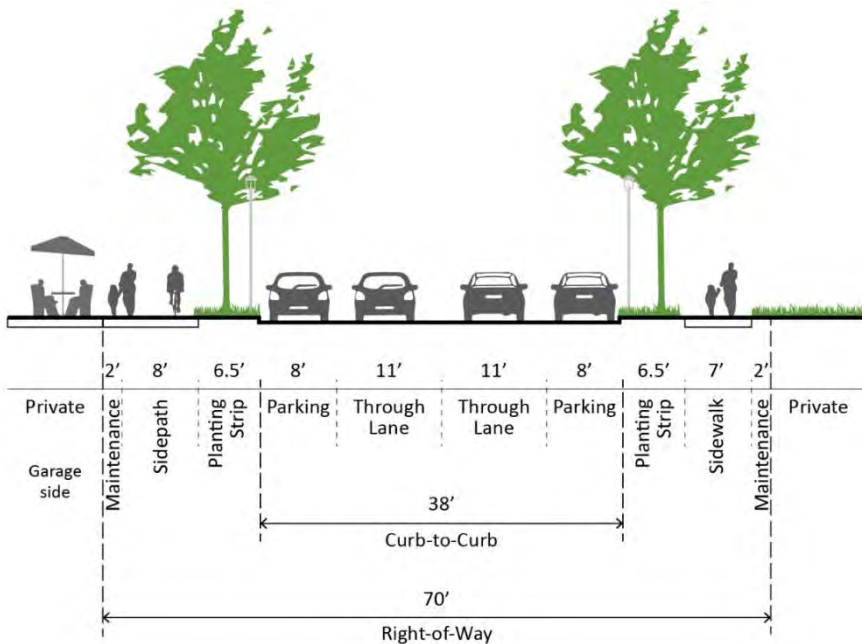 2’ 8’ 6.5’ 8’ 11’ 11’ 8’ 6.5’ 7’ 2’
Private
Maintenance
Sidepath
Planting
Strip
Parking
Through
Lane
Through
Lane
Parking
Planting
Strip
Sidewalk
Maintenance
Private
Garage
side
38’
Curb-to-Curb
70’
Right-of-Way